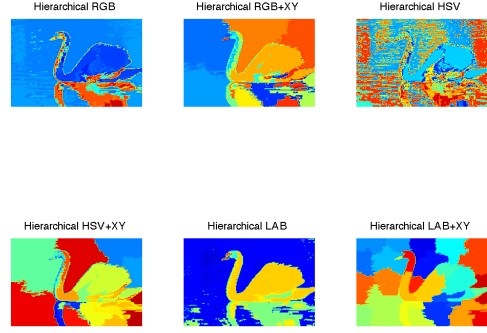 Hierarchical RGB
Hierarchical RGB+XY
Hierarchical HSV
Hierarchical HSV+XY
Hierarchical LAB
Hierarchical LAB+XY